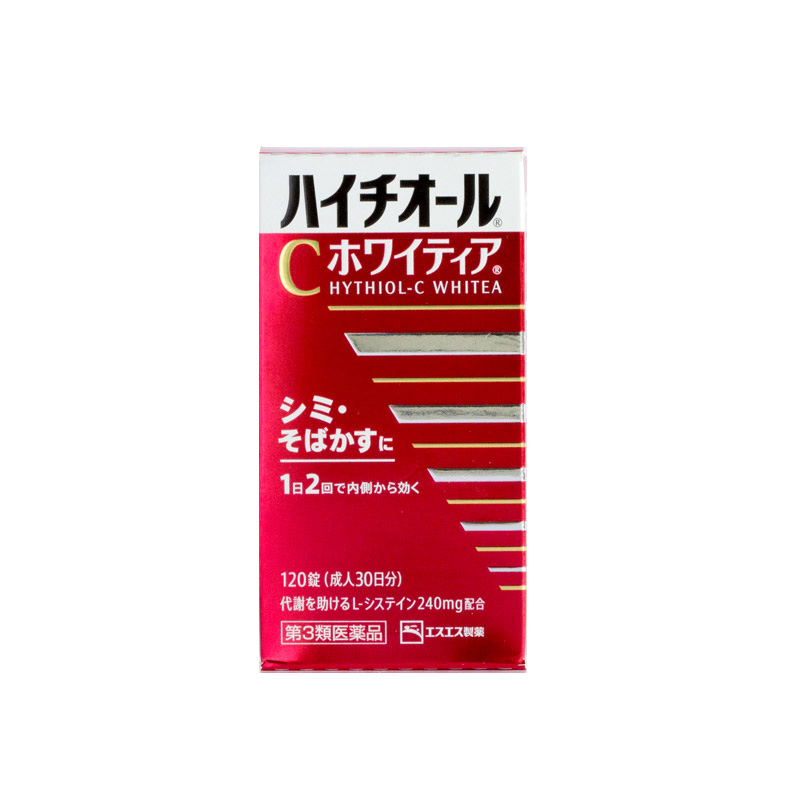 ハイチオール®
Cホワイティア®
HYTHIOL-C WHITEA
シミ・
そばかすに
1日2回で内側から効く
120錠(成人30日分)
代謝を助けるL-システイン240mg配合
第3類医薬品 エスエス製薬